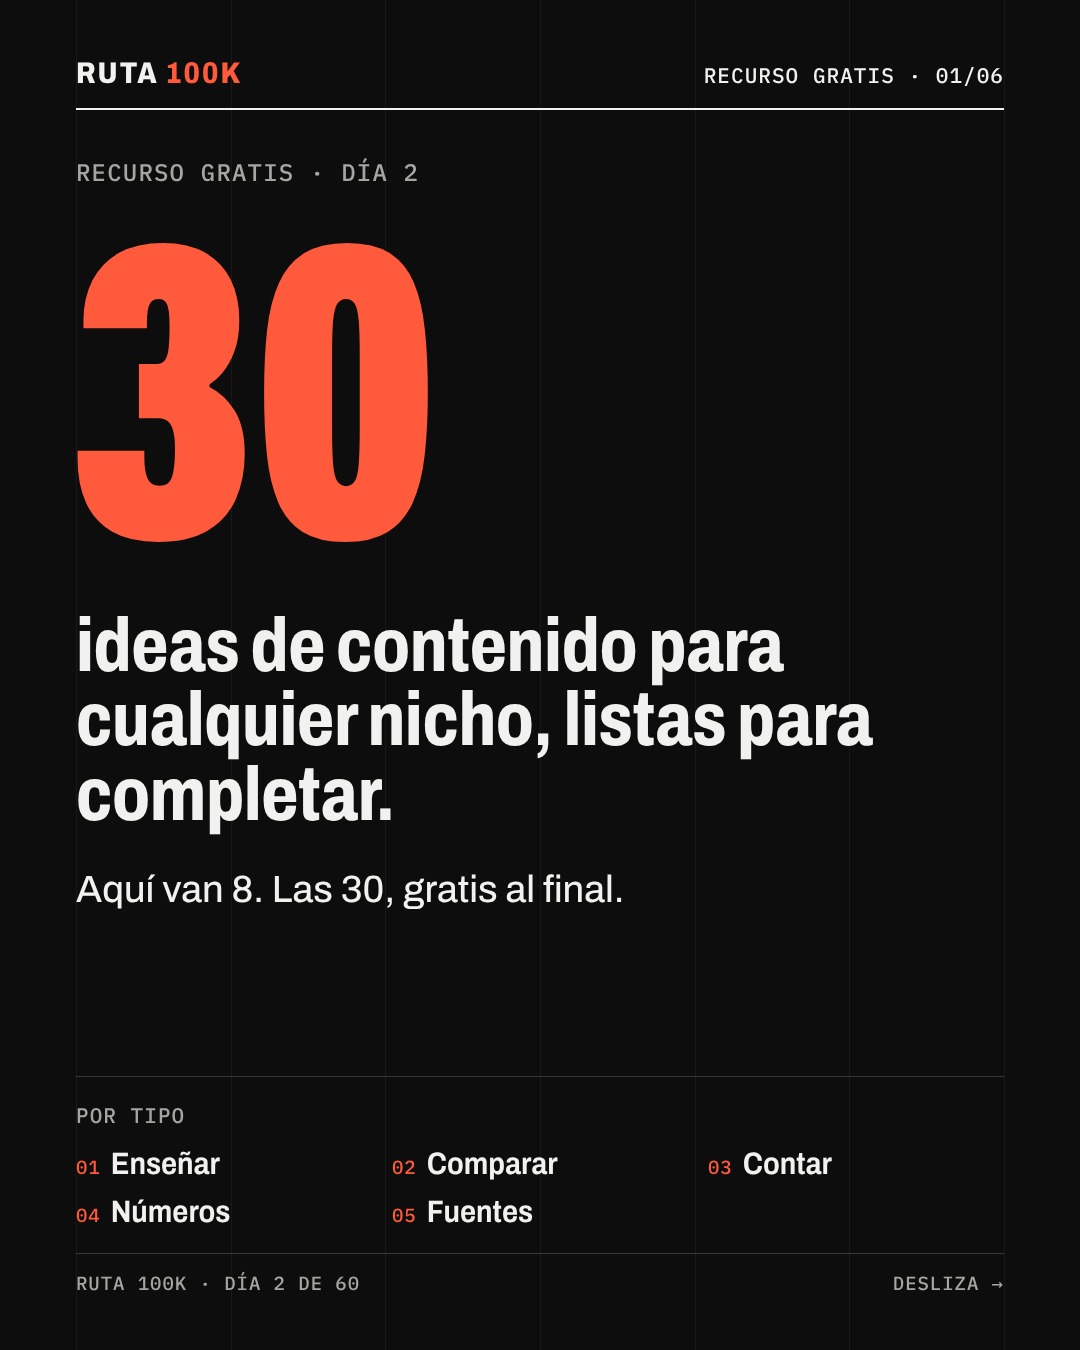 RUTA 100K
RECURSO GRATIS · 01/06
RECURSO GRATIS · DÍA 2
30
ideas de contenido para
cualquier nicho, listas para
completar.
Aquí van 8. Las 30, gratis al final.
POR TIPO
01 Enseñar
02 Comparar
03 Contar
04 Números
05 Fuentes
RUTA 100K · DÍA 2 DE 60
DESLIZA →